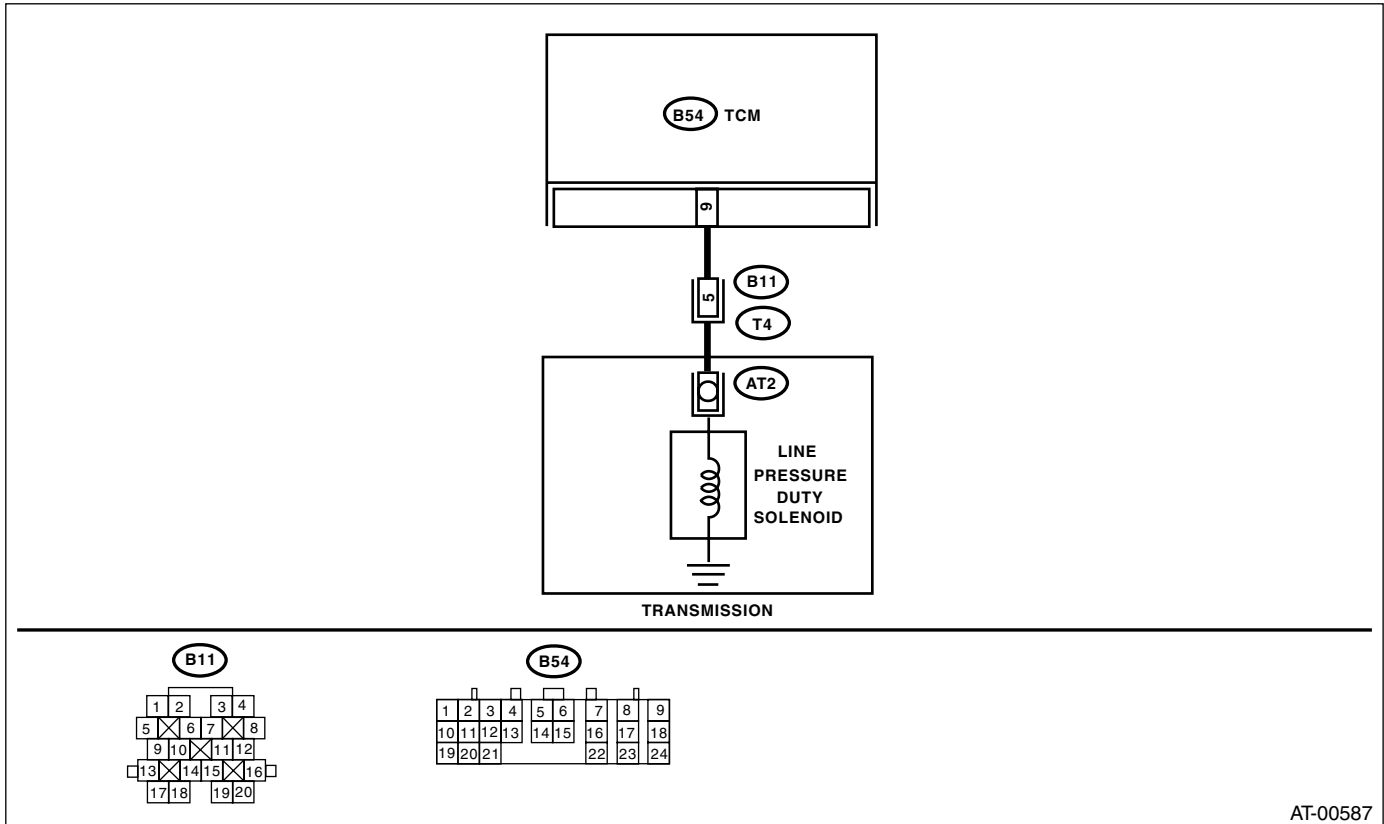 B54 TCM
9
5
B11
T4
AT2
LINE
PRESSURE
DUTY
SOLENOID
TRANSMISSION
B11
1 2 3 4
5 6 7 8
9 10 11 12
13 14 15 16
17 18 19 20
B54
1 2 3 4 5 6 7 8 9
10 11 12 13 14 15 16 17 18
19 20 21 22 23 24
AT-00587